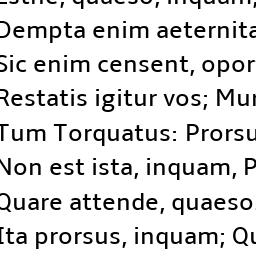 Estne, quaeso, inquam,
Dempta enim aeternita
Sic enim censent, opor
Restatis igitur vos; Mur
Tum Torquatus: Prorsu
Non est ista, inquam, P
Quare attende, quaeso.
Ita prorsus, inquam; Qu